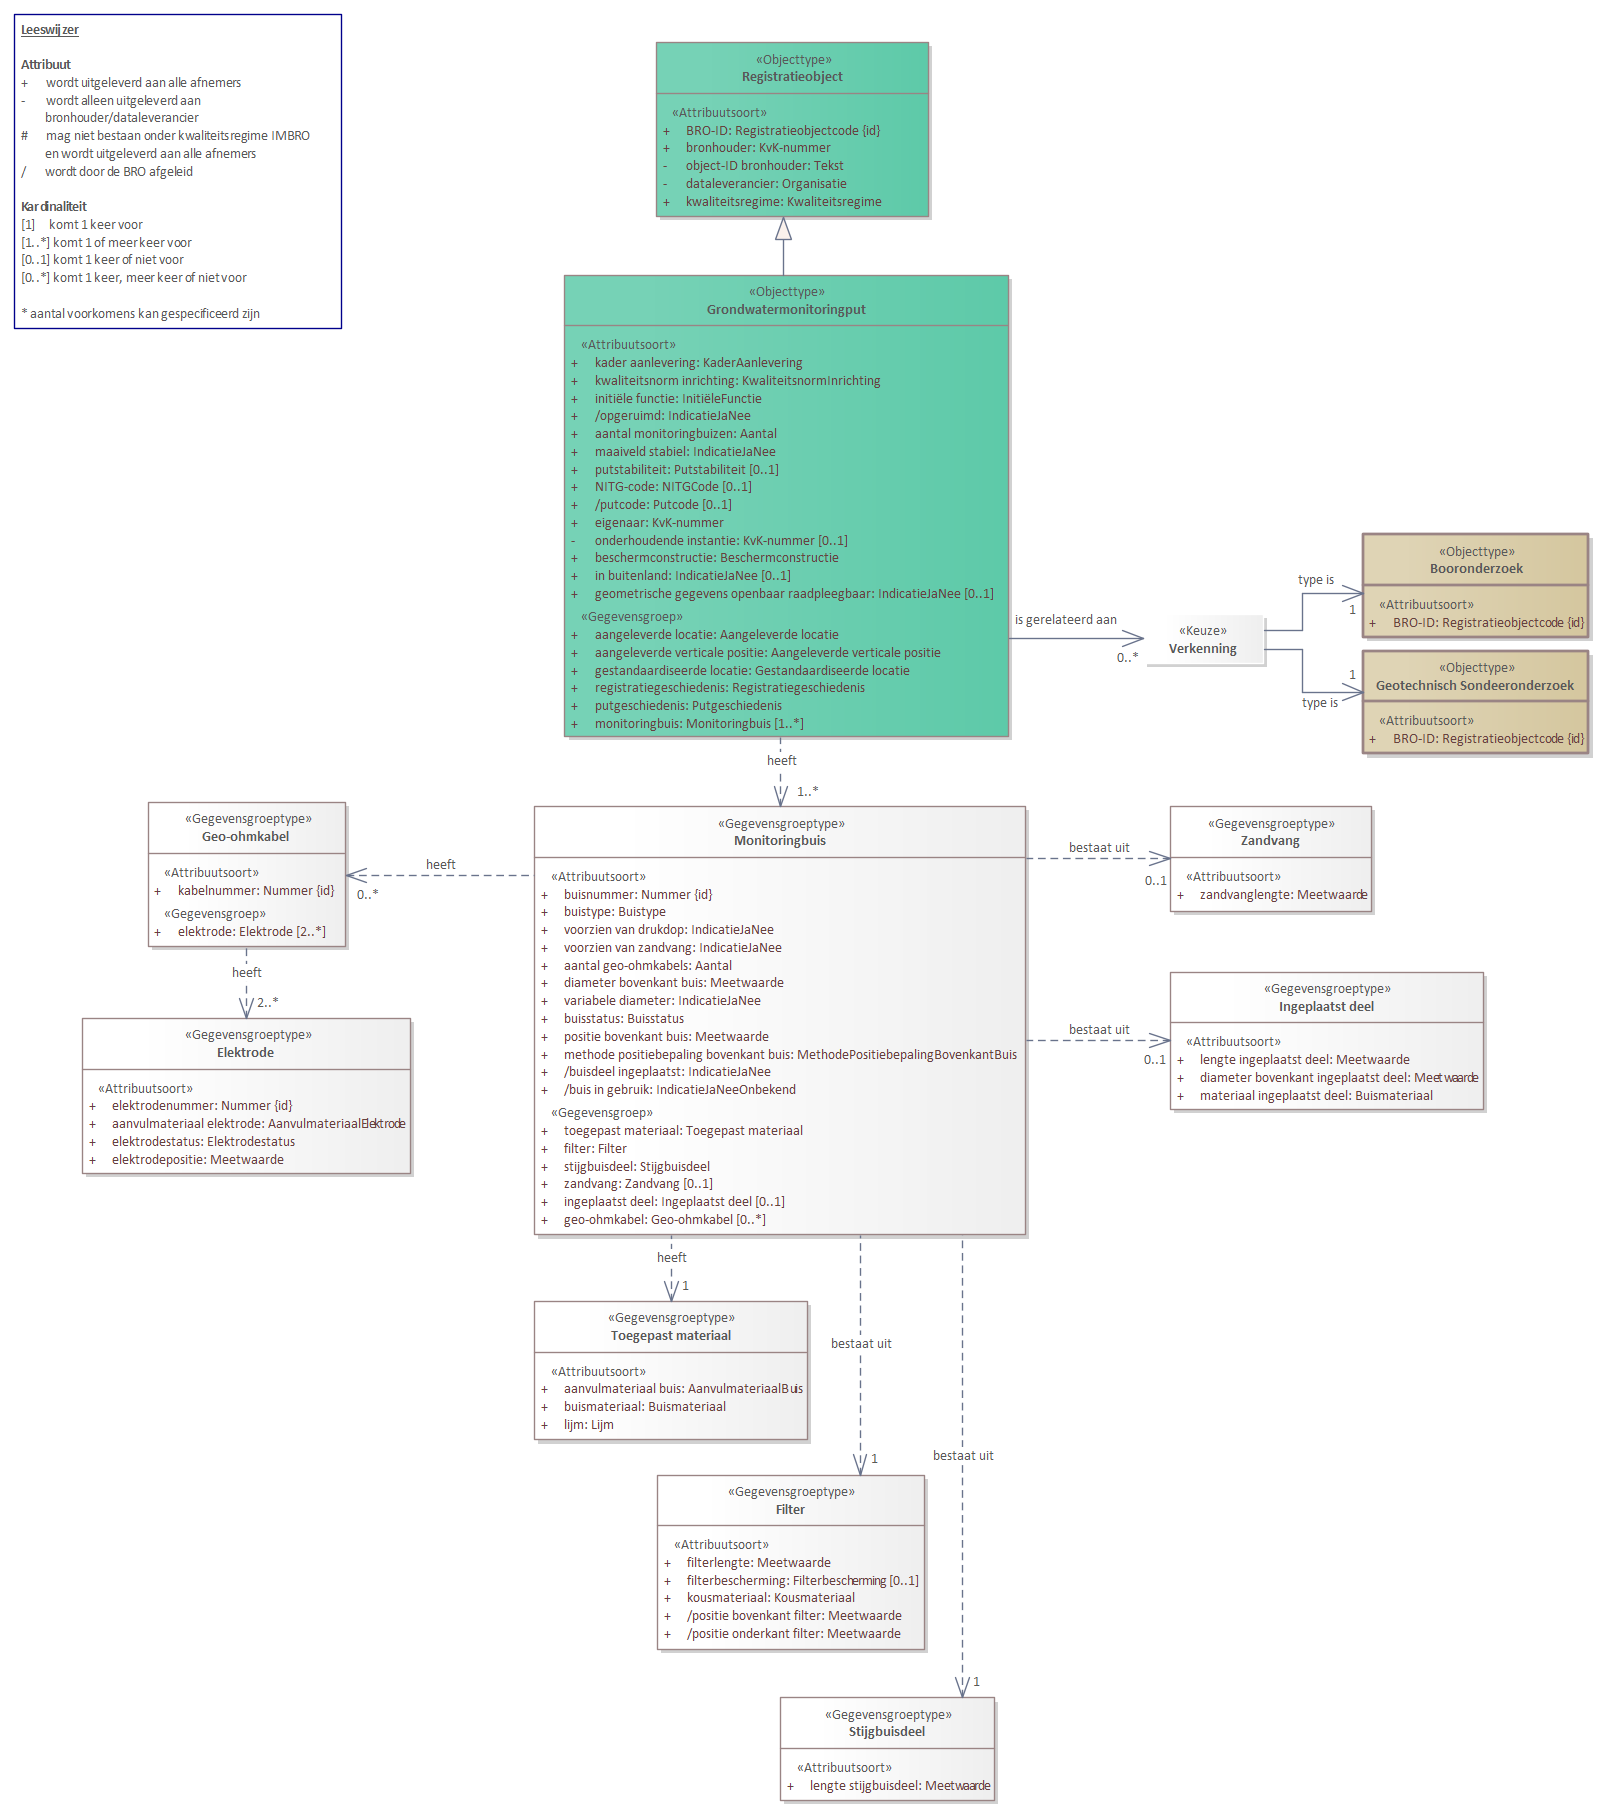 Leeswijzer
Attribuut
+ wordt uitgeleverd aan alle afnemers
- wordt alleen uitgeleverd aan
bronhouder/dataleverancier
# mag niet bestaan onder kwaliteitsregime IMBRO
en wordt uitgeleverd aan alle afnemers
/ wordt door de BRO afgeleid
Kardinaliteit
[1] komt 1 keer voor
[1..*] komt 1 of meer keer voor
[0..1] komt 1 keer of niet voor
[0..*] komt 1 keer, meer keer of niet voor
* aantal voorkomens kan gespecificeerd zijn
«Objecttype»
Registratieobject
«Attribuutsoort»
+ BRO-ID: Registratieobjectcode {id}
+ bronhouder: KvK-nummer
- object-ID bronhouder: Tekst
- dataleverancier: Organisatie
+ kwaliteitsregime: Kwaliteitsregime
«Objecttype»
Grondwatermonitoringput
«Attribuutsoort»
+ kader aanlevering: KaderAanlevering
+ kwaliteitsnorm inrichting: KwaliteitsnormInrichting
+ initiële functie: InitiëleFunctie
+ /opgeruimd: IndicatieJaNee
+ aantal monitoringbuizen: Aantal
+ maaiveld stabiel: IndicatieJaNee
+ putstabiliteit: Putstabiliteit [0..1]
+ NITG-code: NITGCode [0..1]
+ /putcode: Putcode [0..1]
+ eigenaar: KvK-nummer
- onderhoudende instantie: KvK-nummer [0..1]
+ beschermconstructie: Beschermconstructie
+ in buitenland: IndicatieJaNee [0..1]
+ geometrische gegevens openbaar raadpleegbaar: IndicatieJaNee [0..1]
«Gegevensgroep»
+ aangeleverde locatie: Aangeleverde locatie
+ aangeleverde verticale positie: Aangeleverde verticale positie
+ gestandaardiseerde locatie: Gestandaardiseerde locatie
+ registratiegeschiedenis: Registratiegeschiedenis
+ putgeschiedenis: Putgeschiedenis
+ monitoringbuis: Monitoringbuis [1..*]
is gerelateerd aan
0..*
«Keuze»
Verkenning
type is
1
«Objecttype»
Booronderzoek
«Attribuutsoort»
+ BRO-ID: Registratieobjectcode {id}
1
type is
«Objecttype»
Geotechnisch Sondeeronderzoek
«Attribuutsoort»
+ BRO-ID: Registratieobjectcode {id}
heeft
1..*
«Gegevensgroeptype»
Geo-ohmkabel
«Attribuutsoort»
+ kabelnummer: Nummer {id}
«Gegevensgroep»
+ elektrode: Elektrode [2..*]
heeft
0..*
heeft
2..*
«Gegevensgroeptype»
Elektrode
«Attribuutsoort»
+ elektrodenummer: Nummer {id}
+ aanvulmateriaal elektrode: AanvulmateriaalElektrode
+ elektrodestatus: Elektrodestatus
+ elektrodepositie: Meetwaarde
«Gegevensgroeptype»
Monitoringbuis
«Attribuutsoort»
+ buisnummer: Nummer {id}
+ buistype: Buistype
+ voorzien van drukdop: IndicatieJaNee
+ voorzien van zandvang: IndicatieJaNee
+ aantal geo-ohmkabels: Aantal
+ diameter bovenkant buis: Meetwaarde
+ variabele diameter: IndicatieJaNee
+ buisstatus: Buisstatus
+ positie bovenkant buis: Meetwaarde
+ methode positiebepaling bovenkant buis: MethodePositiebepalingBovenkantBuis
+ /buisdeel ingeplaatst: IndicatieJaNee
+ /buis in gebruik: IndicatieJaNeeOnbekend
«Gegevensgroep»
+ toegepast materiaal: Toegepast materiaal
+ filter: Filter
+ stijgbuisdeel: Stijgbuisdeel
+ zandvang: Zandvang [0..1]
+ ingeplaatst deel: Ingeplaatst deel [0..1]
+ geo-ohmkabel: Geo-ohmkabel [0..*]
bestaat uit
0..1
«Gegevensgroeptype»
Zandvang
«Attribuutsoort»
+ zandvanglengte: Meetwaarde
bestaat uit
0..1
«Gegevensgroeptype»
Ingeplaatst deel
«Attribuutsoort»
+ lengte ingeplaatst deel: Meetwaarde
+ diameter bovenkant ingeplaatst deel: Meetwaarde
+ materiaal ingeplaatst deel: Buismateriaal
heeft
1
«Gegevensgroeptype»
Toegepast materiaal
«Attribuutsoort»
+ aanvulmateriaal buis: AanvulmateriaalBuis
+ buismateriaal: Buismateriaal
+ lijm: Lijm
bestaat uit
1
«Gegevensgroeptype»
Filter
«Attribuutsoort»
+ filterlengte: Meetwaarde
+ filterbescherming: Filterbescherming [0..1]
+ kousmateriaal: Kousmateriaal
+ /positie bovenkant filter: Meetwaarde
+ /positie onderkant filter: Meetwaarde
bestaat uit
1
«Gegevensgroeptype»
Stijgbuisdeel
«Attribuutsoort»
+ lengte stijgbuisdeel: Meetwaarde